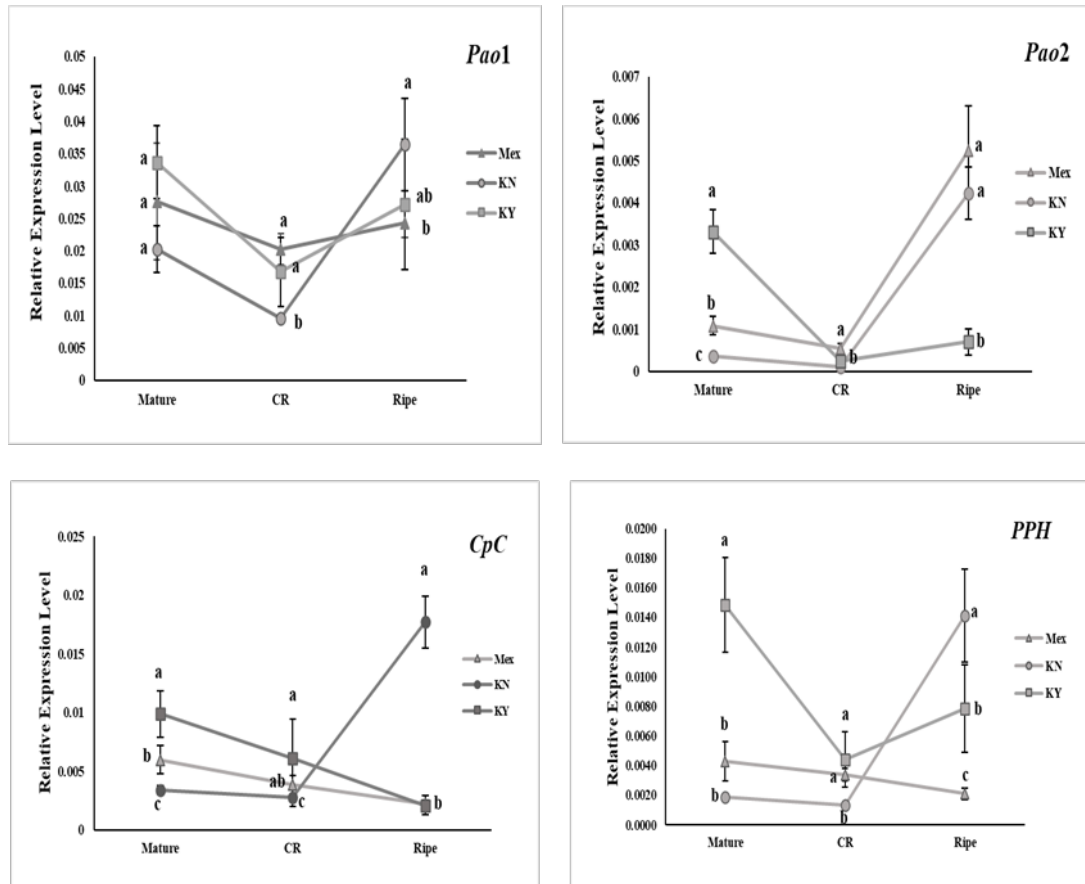 Pao1
Relative Expression Level
0.05
0.045
0.04
0.035
0.03
0.025
0.02
0.015
0.01
0.005
0
a
a
a
a
a
b
a
ab
b
Mature
CR
Ripe
Mex
KN
KY
Pao2
Relative Expression Level
0.007
0.006
0.005
0.004
0.003
0.002
0.001
0
a
b
c
a
b
a
a
b
Mature
CR
Ripe
Mex
KN
KY
CpC
Relative Expression Level
0.025
0.02
0.015
0.01
0.005
0
a
b
c
a
ab
c
a
b
Mature
CR
Ripe
Mex
KN
KY
PPH
Relative Expression Level
0.0200
0.0180
0.0160
0.0140
0.0120
0.0100
0.0080
0.0060
0.0040
0.0020
0.0000
a
b
b
a
a
b
a
b
c
Mature
CR
Ripe
Mex
KN
KY